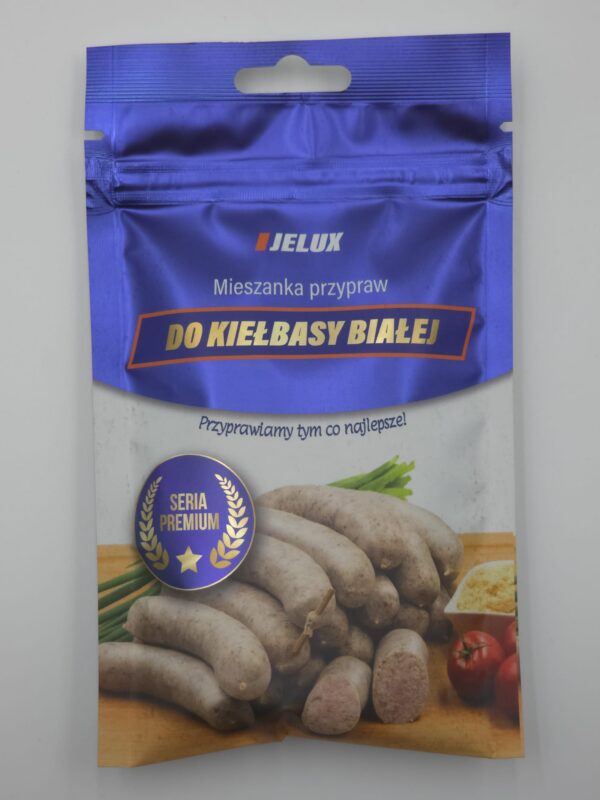 JELUX
Mieszanka przypraw
DO KIEŁBASY BIAŁEJ
Przyprawiamy tym co najlepsze!
SERIA
PREMIUM